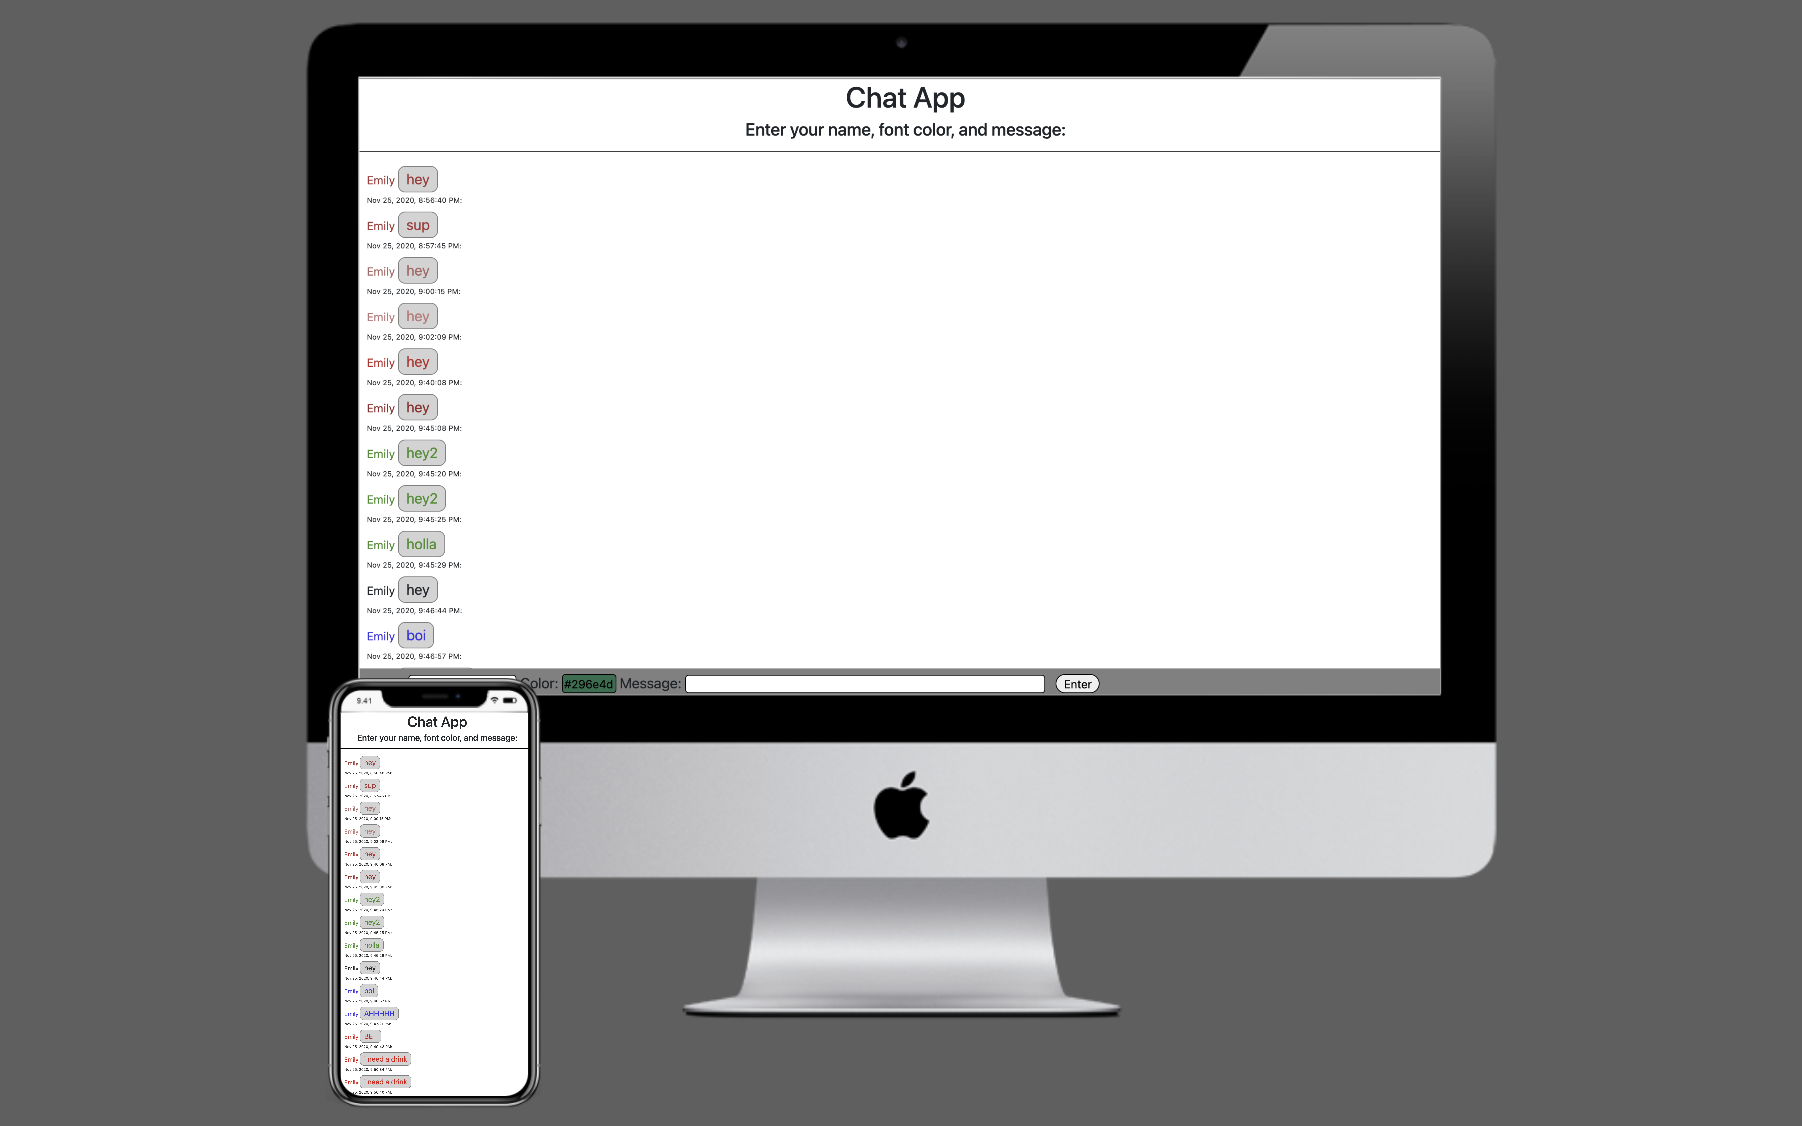 Chat App
Enter your name, font color, and message:
Emily hey
Nov 25, 2020, 8:56:40 PM:
Emily sup
Nov 25, 2020, 8:57:45 PM:
Emily hey
Nov 25, 2020, 9:00:15 PM:
Emily hey
Nov 25, 2020, 9:02:09 PM:
Emily hey
Nov 25, 2020, 9:40:08 PM:
Emily hey
Nov 25, 2020, 9:45:08 PM:
Emily hey2
Nov 25, 2020, 9:45:20 PM:
Emily hey2
Nov 25, 2020, 9:45:25 PM:
Emily holla
Nov 25, 2020, 9:45:29 PM:
Emily hey
Nov 25, 2020, 9:46:44 PM:
Emily boi
Nov 25, 2020, 9:46:57 PM:
Color: #296e4d Message: Enter
9:41
Chat App
Enter your name, font color, and message:
Emily hey
Emily sup
Emily hey
Emily hey
Emily hey
Emily hey
Emily hey2
Emily hey2
Emily holla
Emily hey
Emily boi
Emily AHHHHH
Emily
Emily need a drink
Emily need a drink